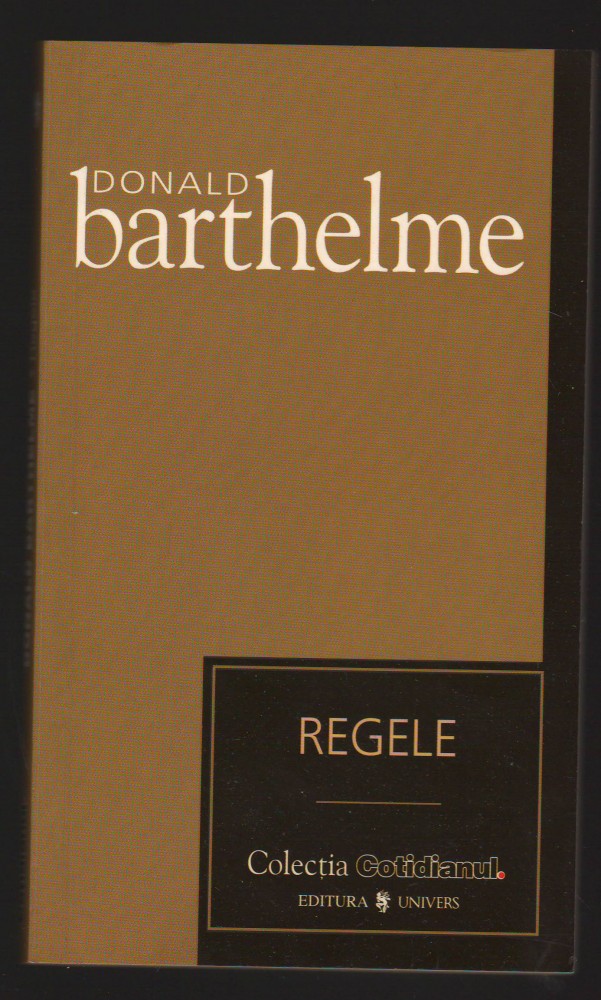 DONALD
barthelme
REGELE
Colecția Cotidianul.
EDITURA UNIVERS